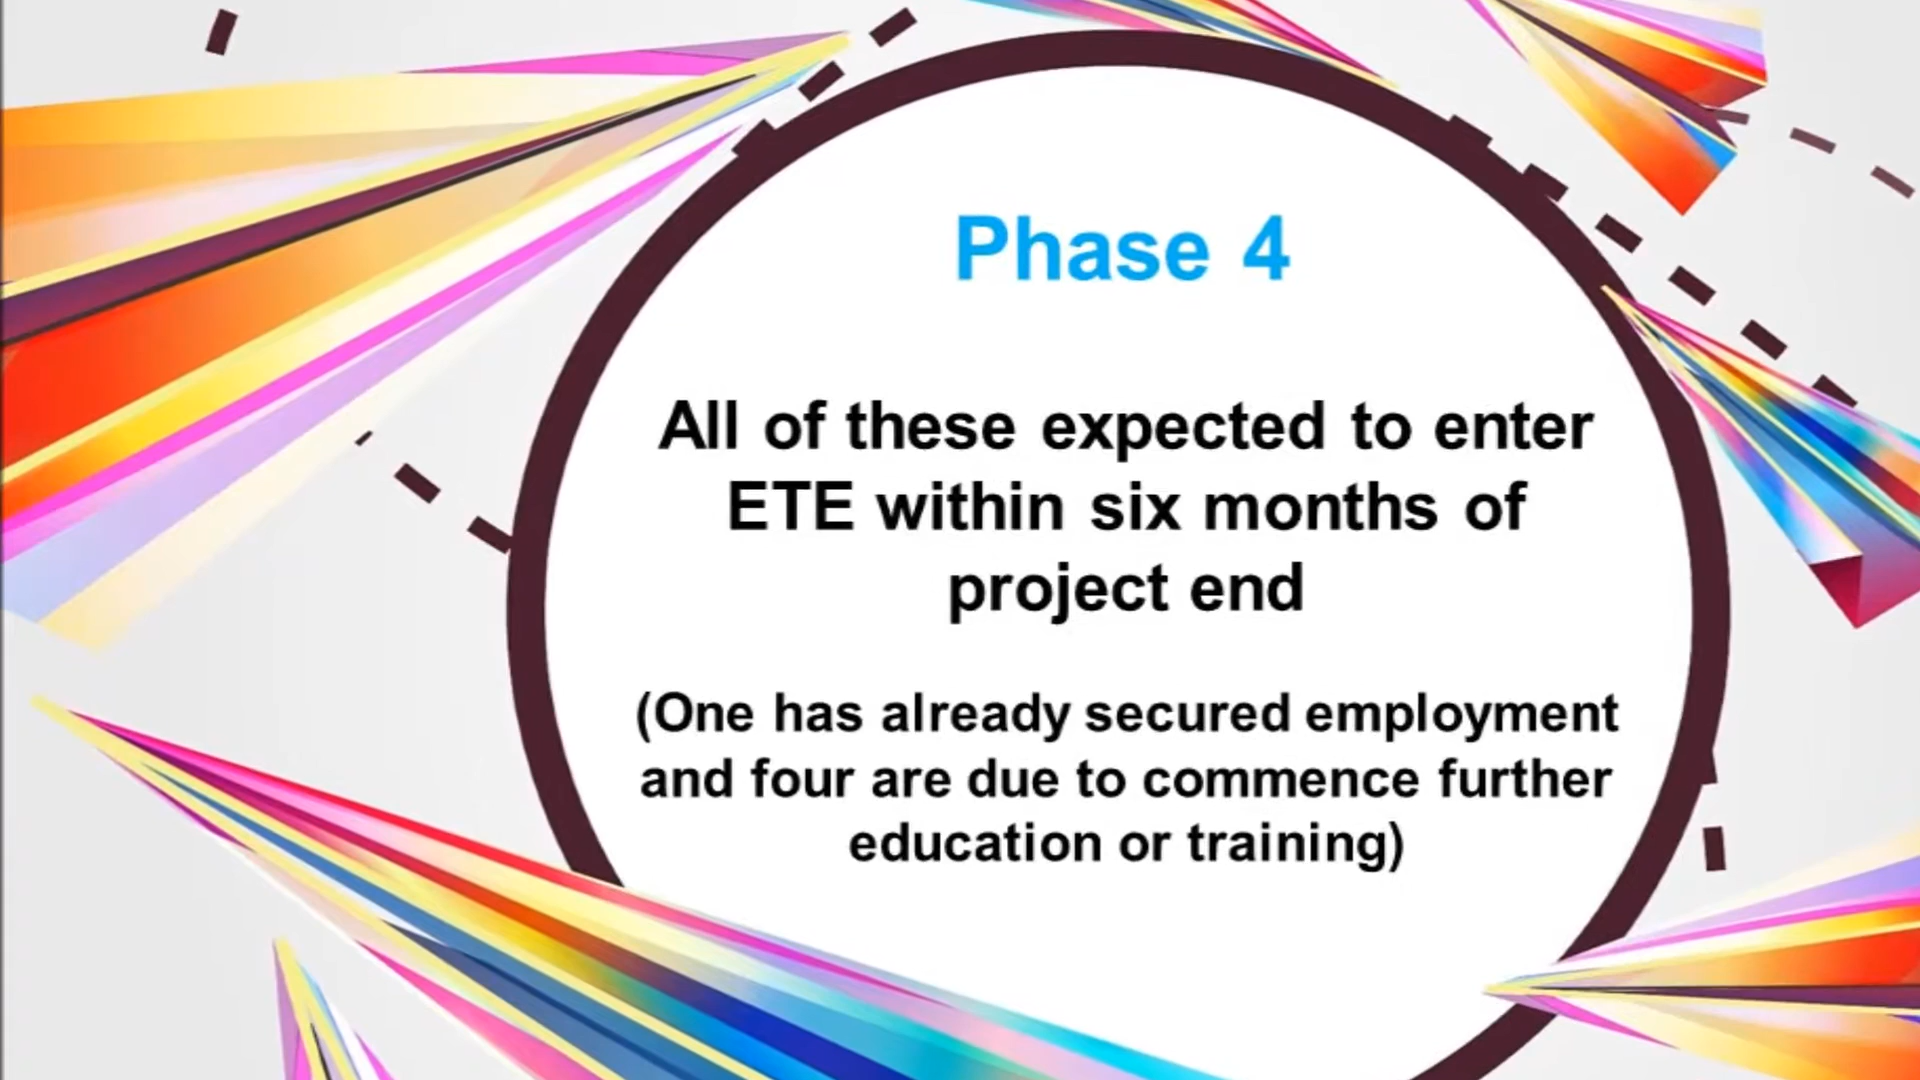 Phase 4
All of these expected to enter
ETE within six months of
project end
(One has already secured employment
and four are due to commence further
education or training)